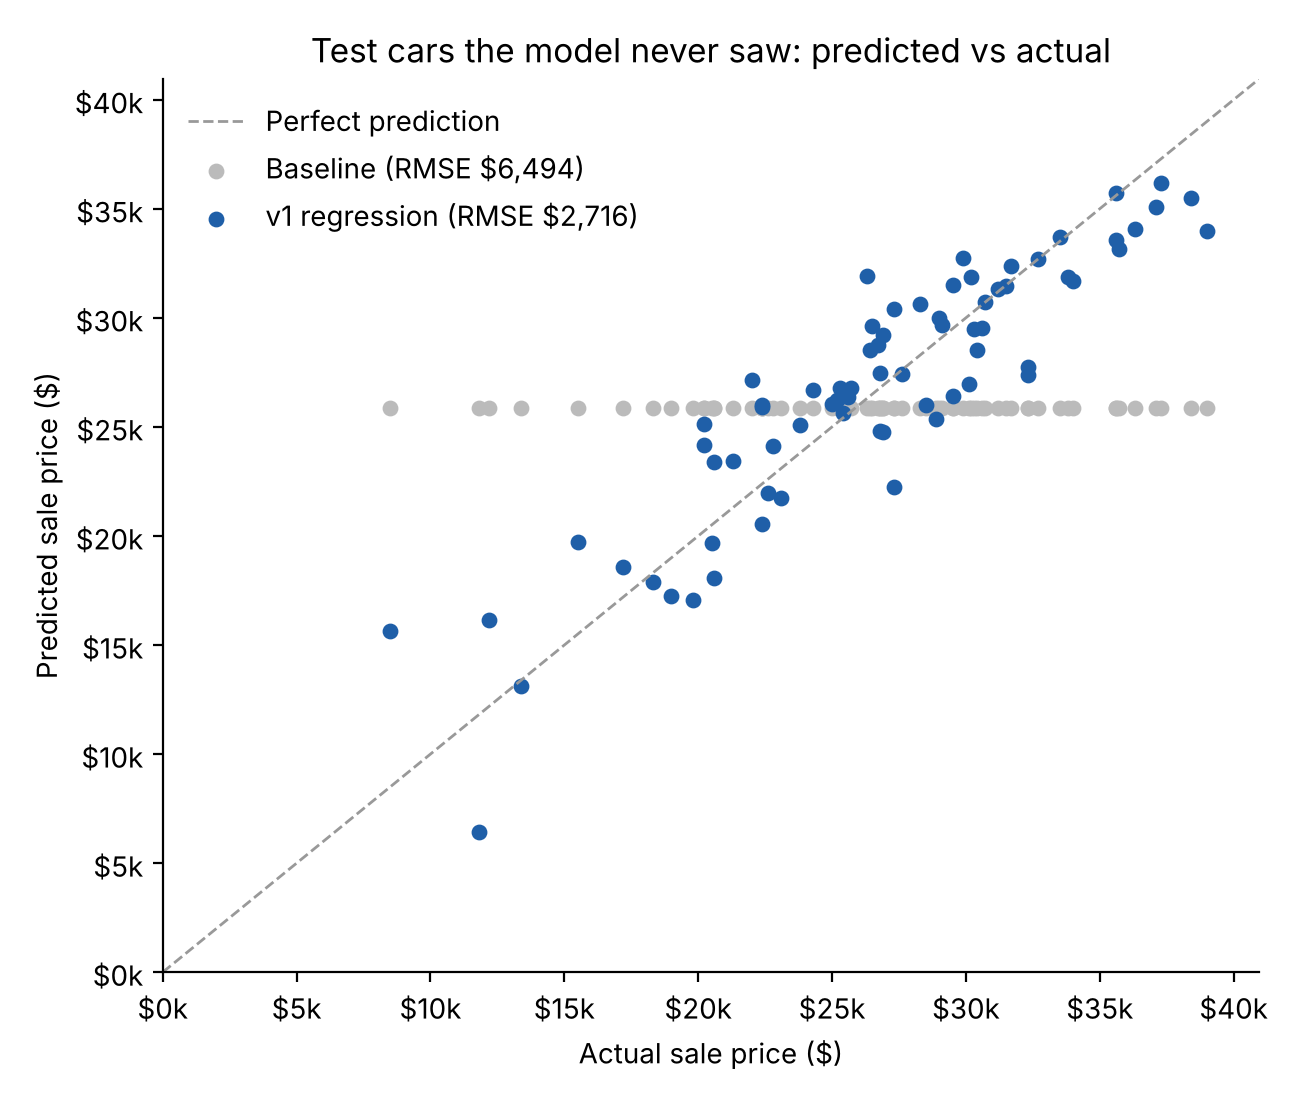 Test cars the model never saw: predicted vs actual
Perfect prediction
Baseline (RMSE $6,494)
v1 regression (RMSE $2,716)
Predicted sale price ($)
$40k
$35k
$30k
$25k
$20k
$15k
$10k
$5k
$0k
$0k
$5k
$10k
$15k
$20k
$25k
$30k
$35k
$40k
Actual sale price ($)